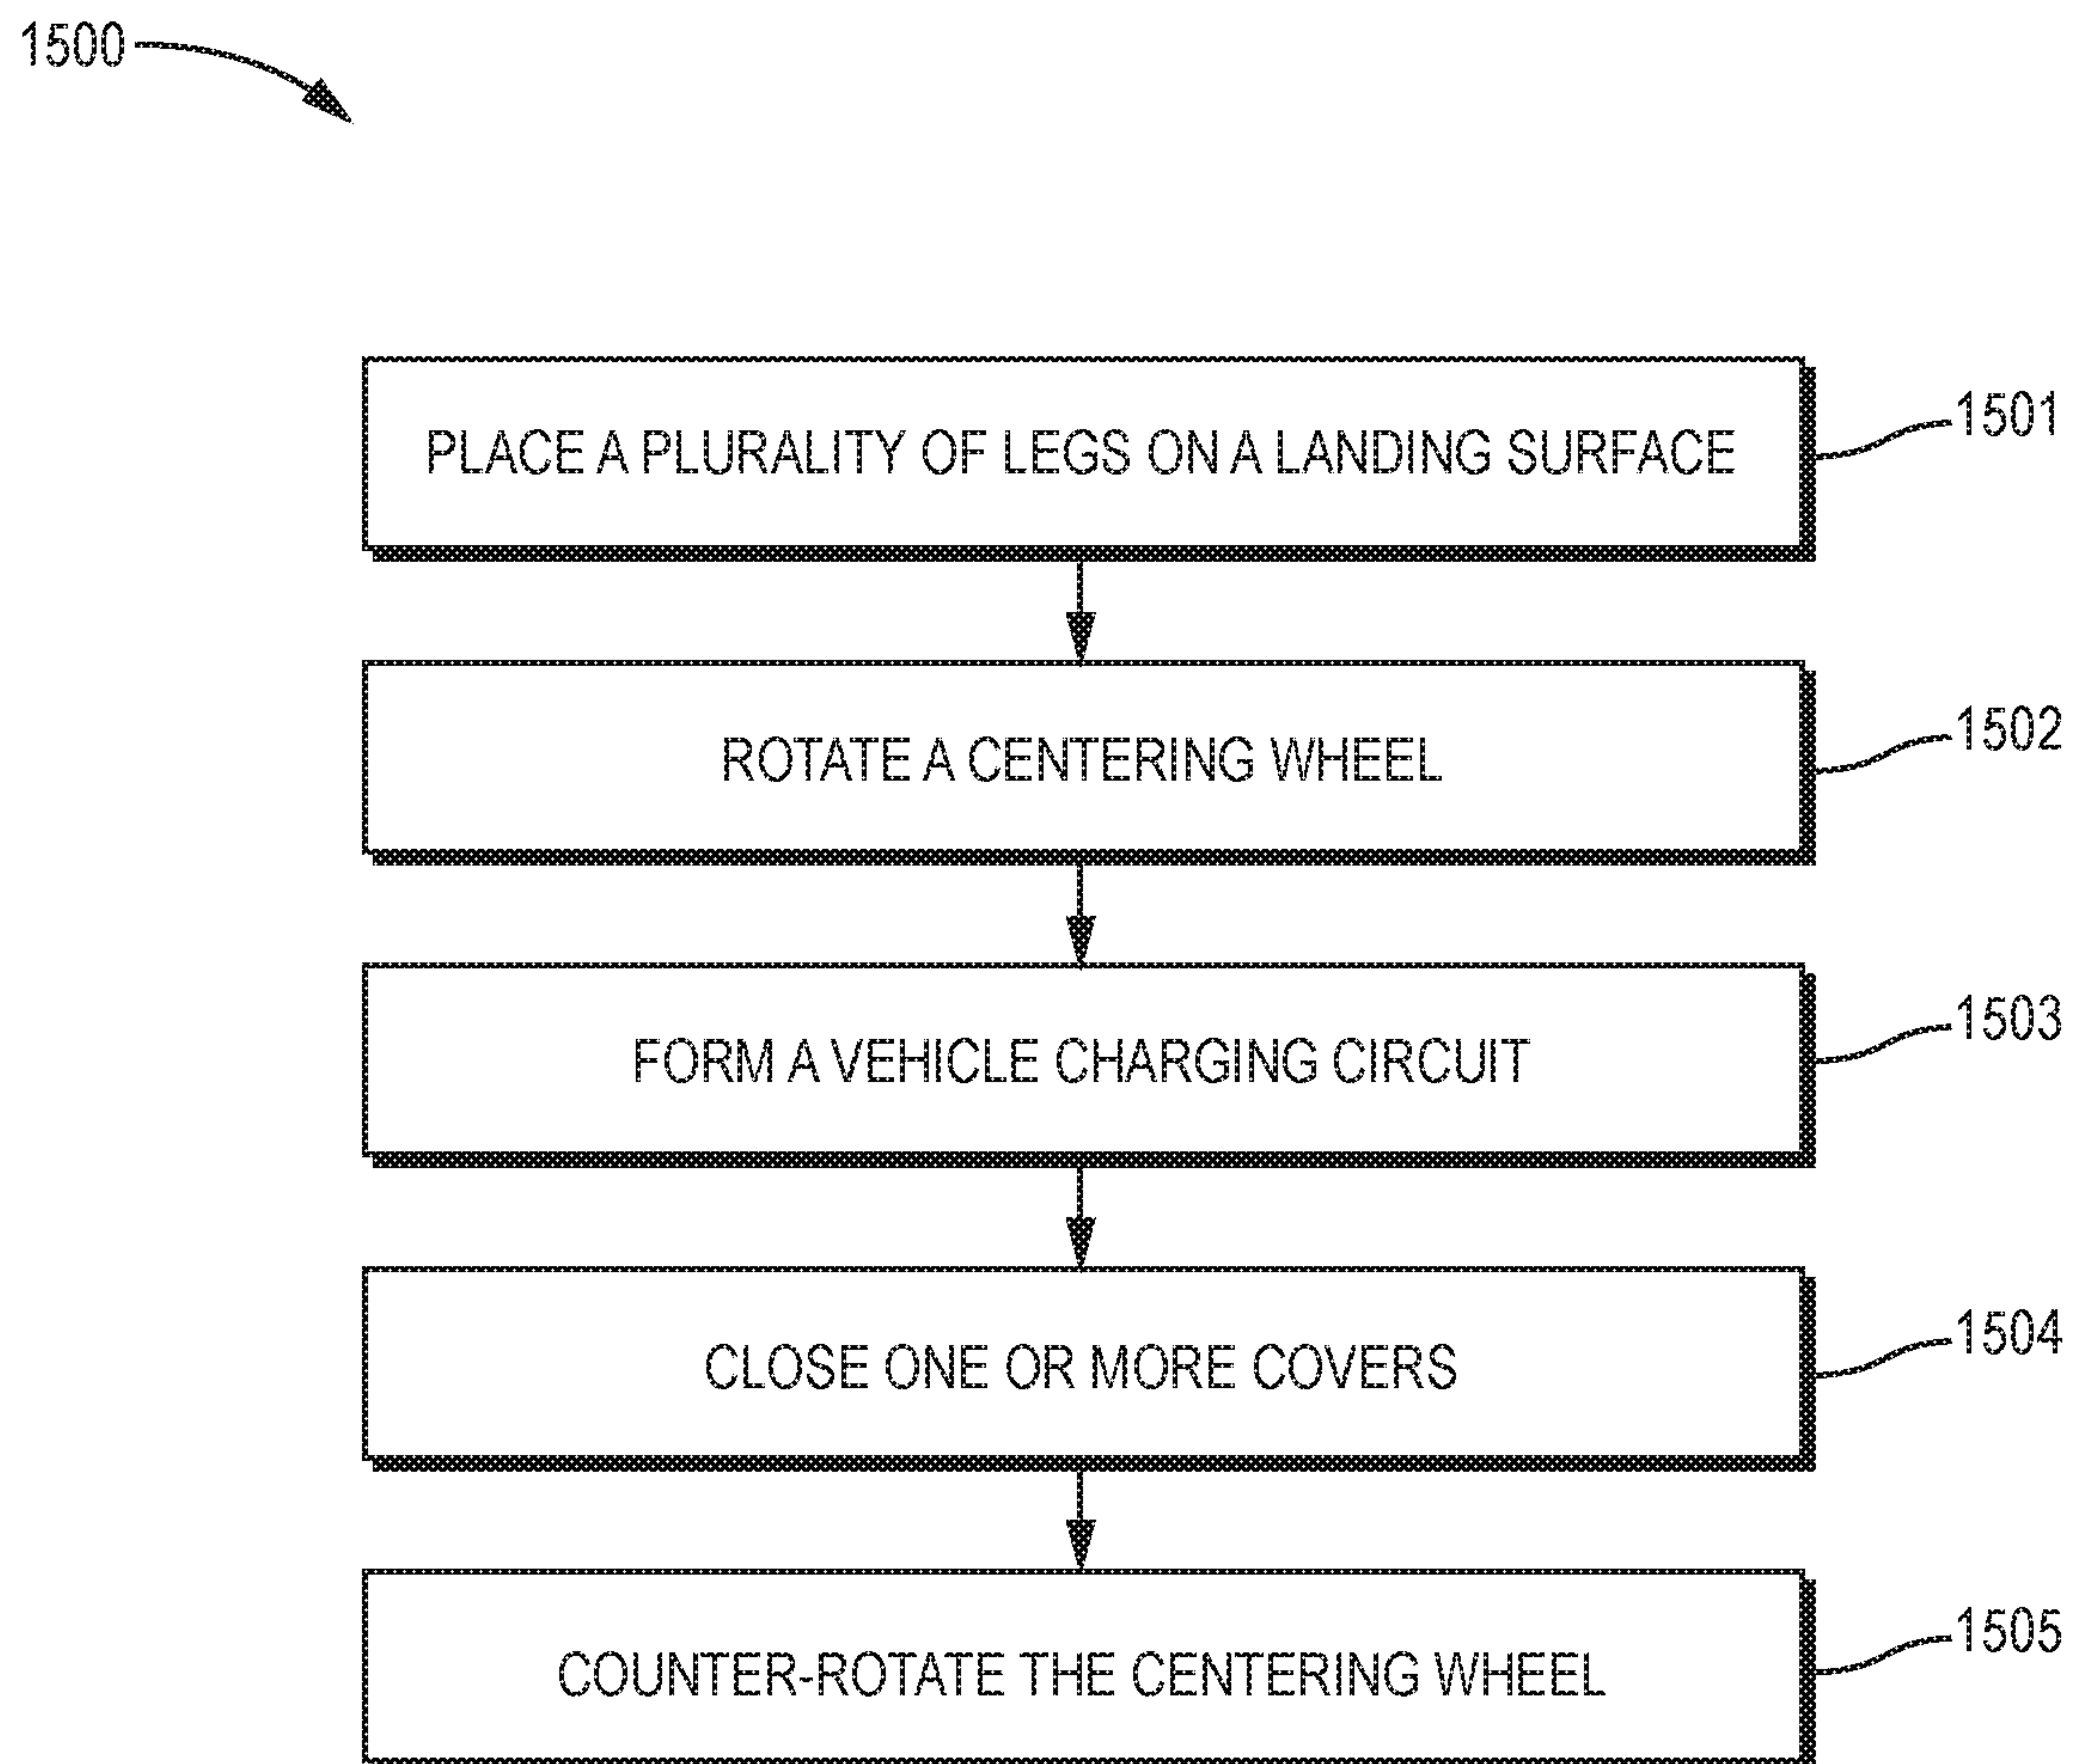 1500
PLACE A PLURALITY OF LEGS ON A LANDING SURFACE
1501
ROTATE A CENTERING WHEEL
1502
FORM A VEHICLE CHARGING CIRCUIT
1503
CLOSE ONE OR MORE COVERS
1504
COUNTER-ROTATE THE CENTERING WHEEL
1505